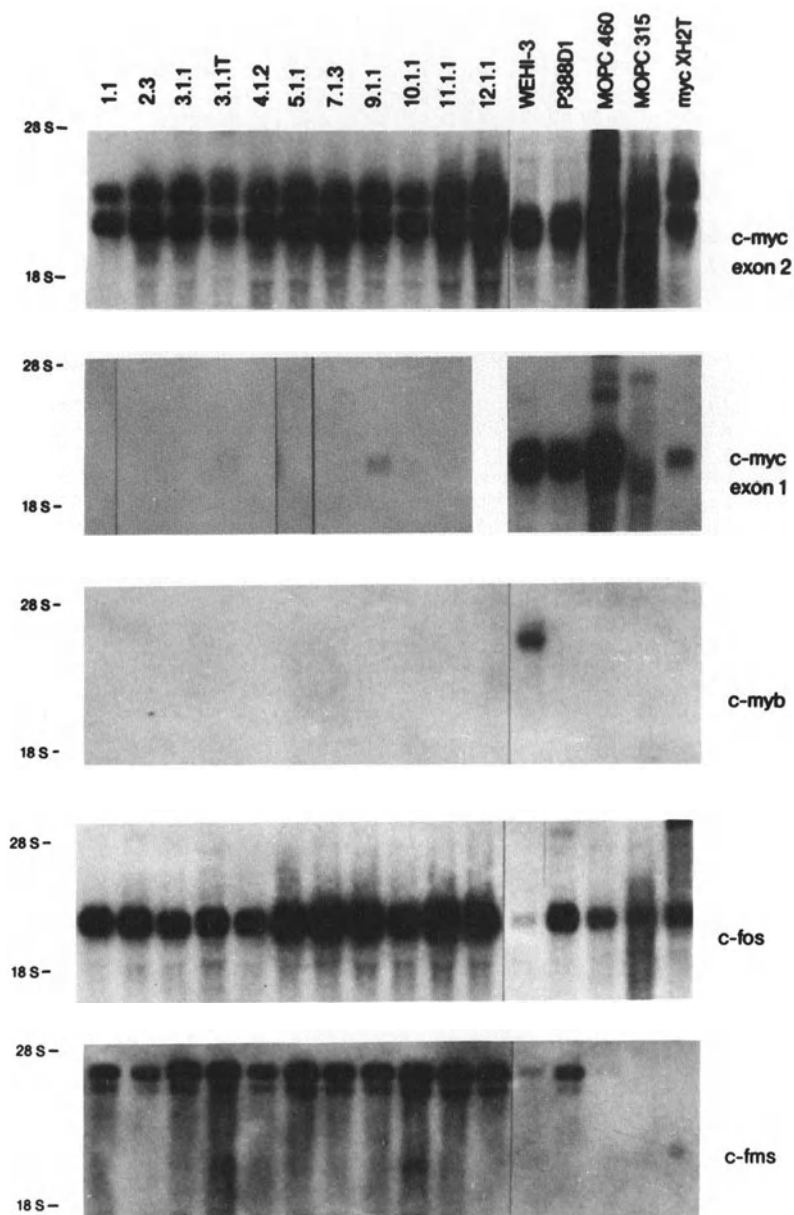 1.1 2.3 3.1.1 3.1.1T 4.1.2 5.1.1 7.1.3 9.1.1 10.1.1 11.1.1 12.1.1 WEHI-3 P388D1 MOPC 460 MOPC 315 myc XH2T
28 S –
c-myc
exon 2
18 S –
28 S –
c-myc
exon 1
18 S –
28 S –
c-myb
18 S –
28 S –
c-fos
18 S –
28 S –
c-fms
18 S –